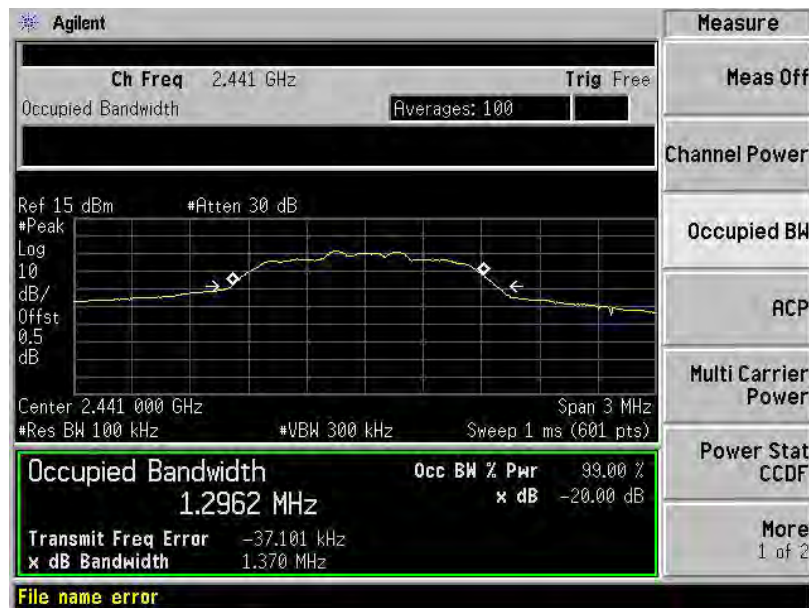 Agilent
Measure
Ch Freq 2.441 GHz Trig Free
Occupied Bandwidth Averages: 100
Ref 15 dBm #Atten 30 dB
#Peak
Log
10
dB/
Offst
0.5
dB
Center 2.441 000 GHz Span 3 MHz
#Res BW 100 kHz #VBW 300 kHz Sweep 1 ms (601 pts)
Occupied Bandwidth
1.2962 MHz
Occ BW % Pwr 99.00 %
x dB -20.00 dB
Transmit Freq Error -37.101 kHz
x dB Bandwidth 1.370 MHz
File name error
Meas Off
Channel Power
Occupied BW
ACP
Multi Carrier
Power
Power Stat
CCDF
More
1 of 2